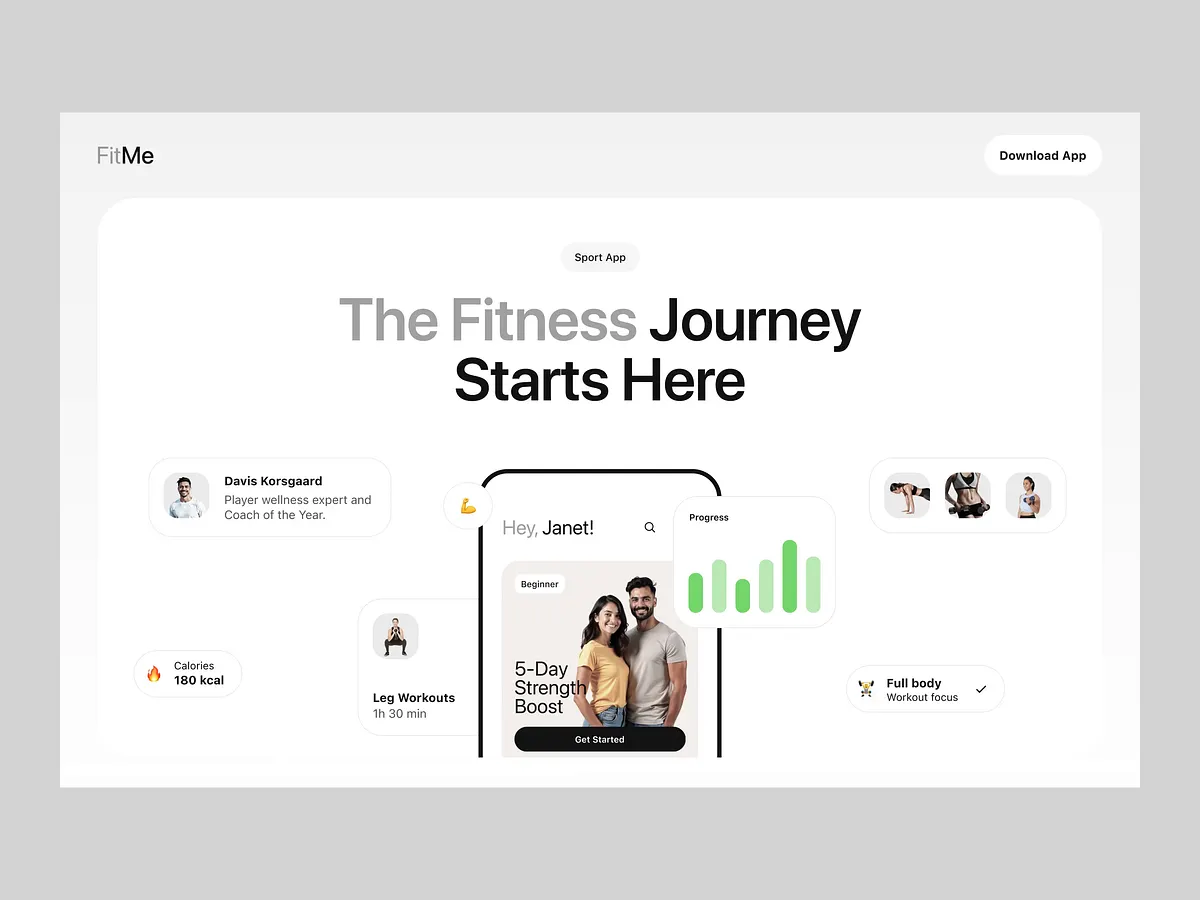 FitMe
Download App
Sport App
The Fitness Journey
Starts Here
Davis Korsgaard
Player wellness expert and
Coach of the Year.
Hey, Janet!
Progress
Beginner
5-Day
Strength
Boost
Get Started
Leg Workouts
1h 30 min
Calories
180 kcal
Full body
Workout focus